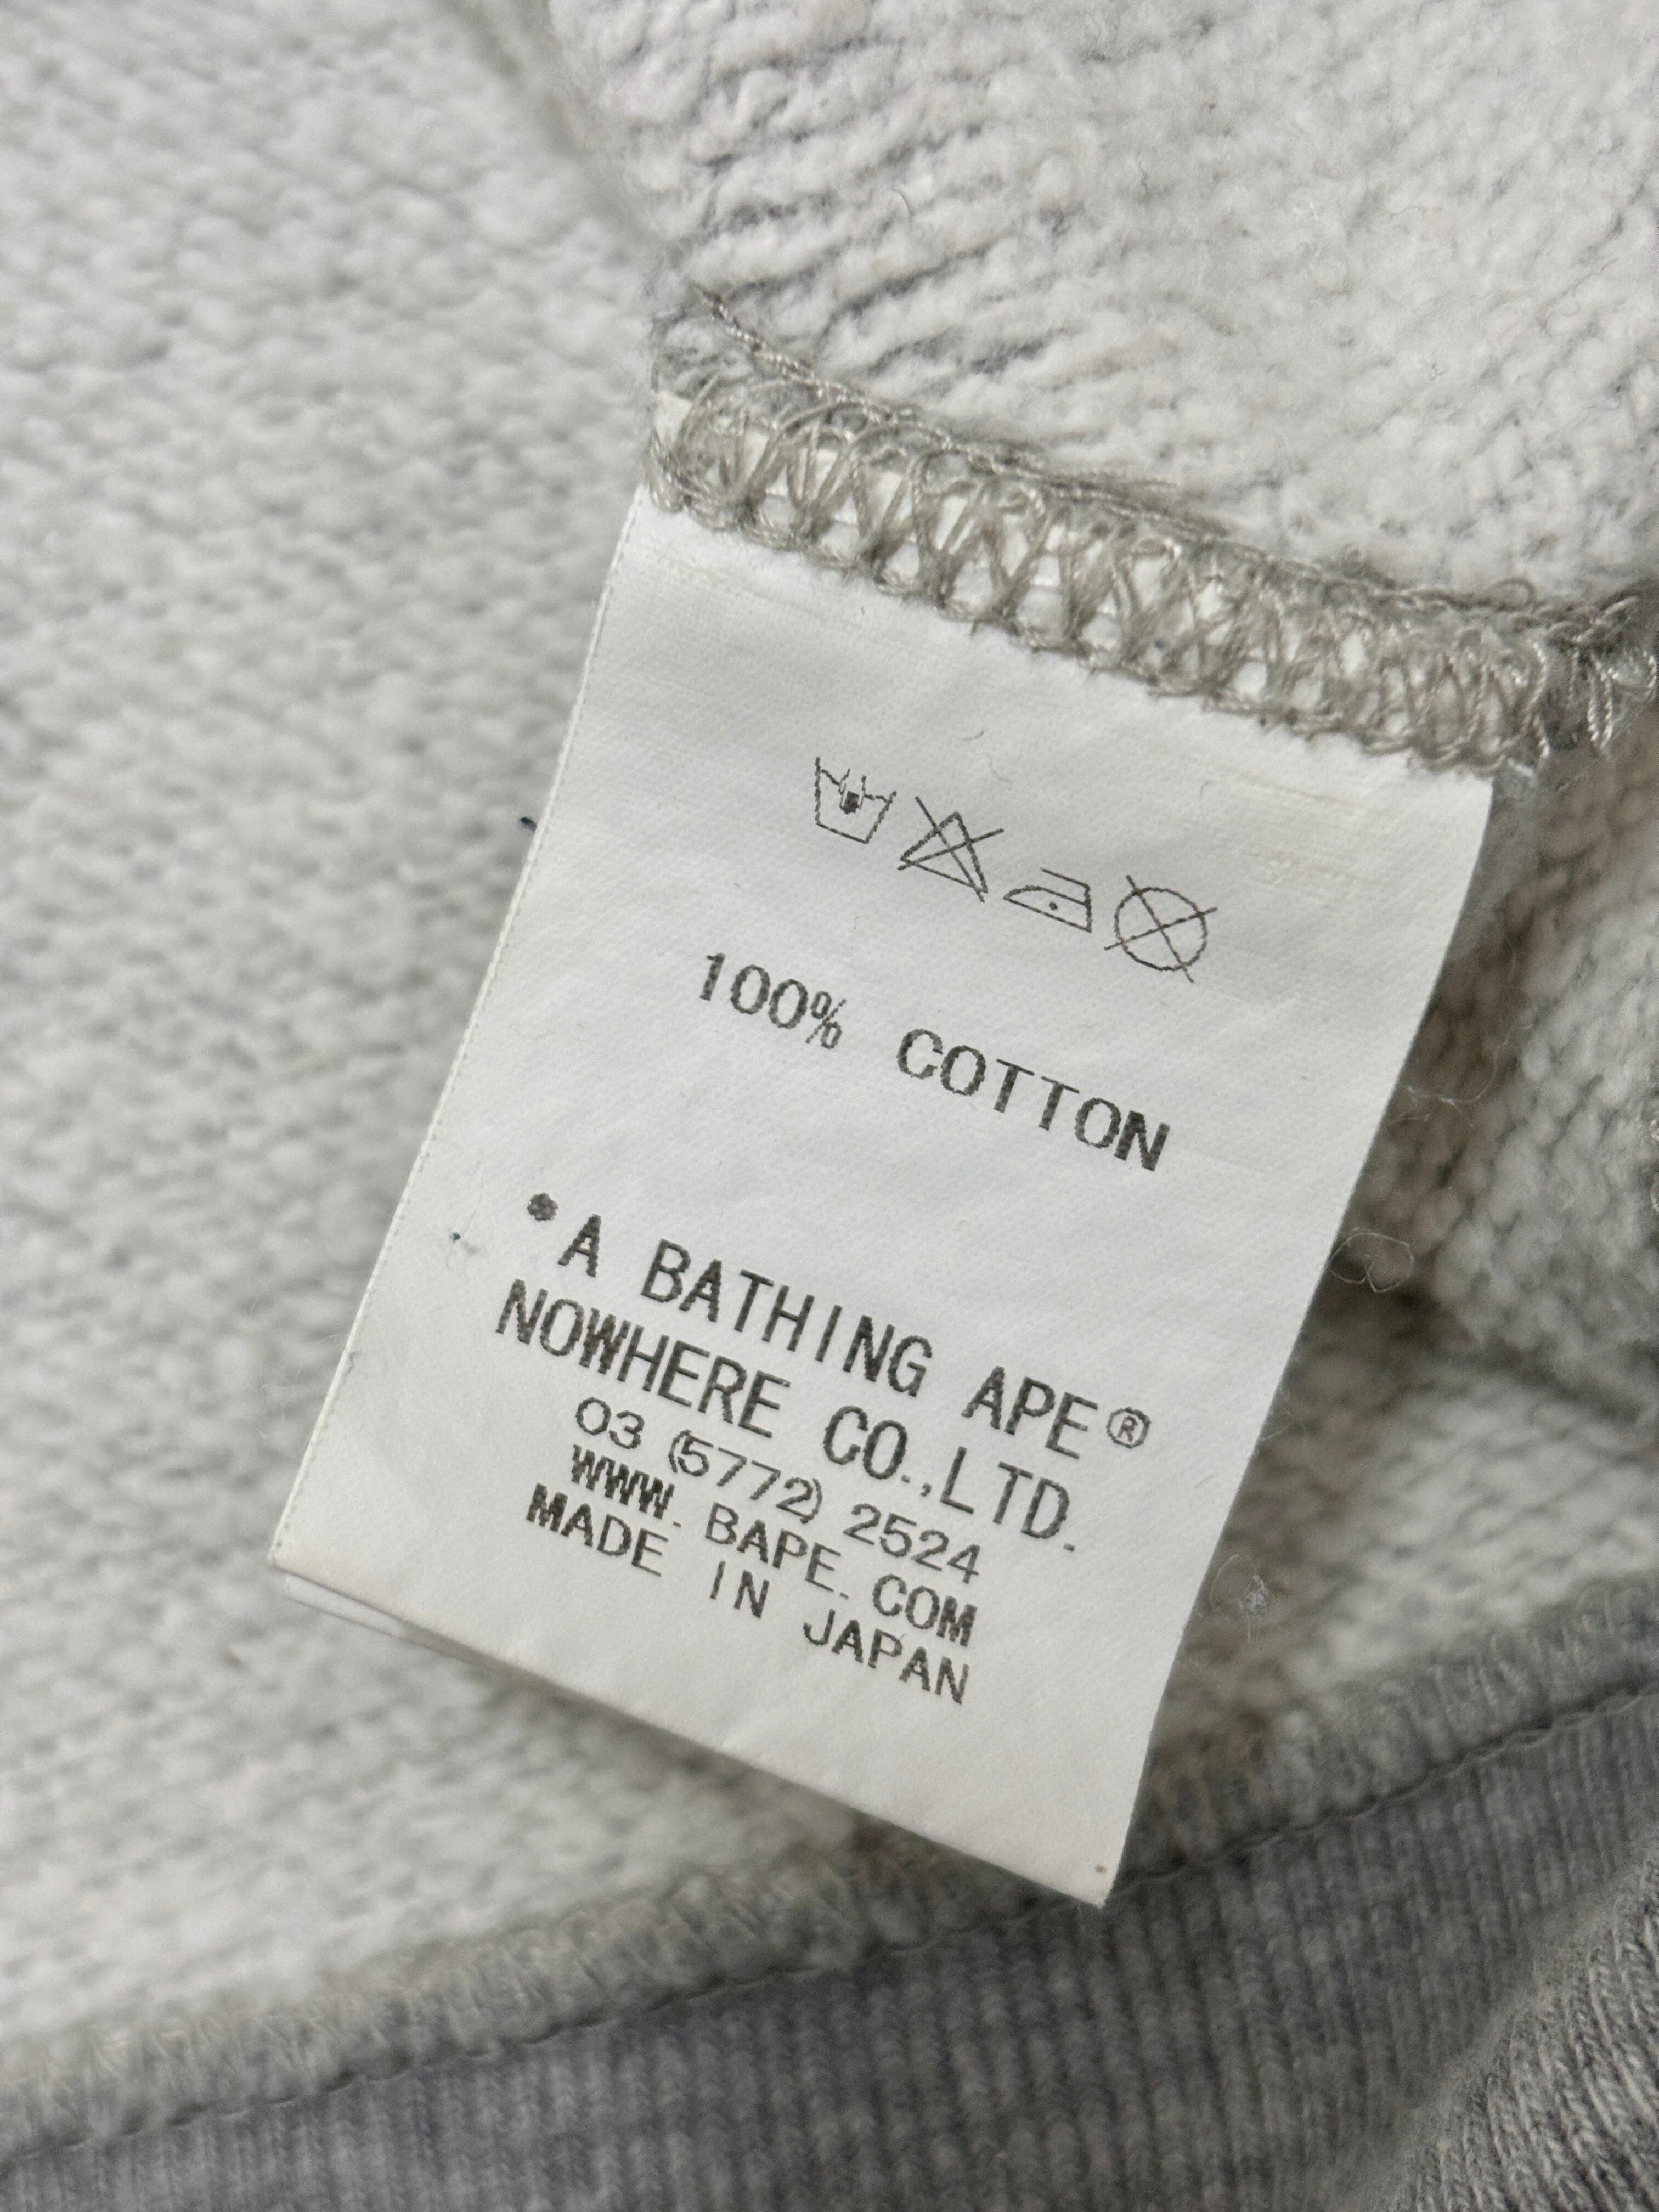 100% COTTON
•A BATHING APE®
NOWHERE CO.,LTD.
03 (5772) 2524
WWW. BAPE. COM
MADE IN JAPAN